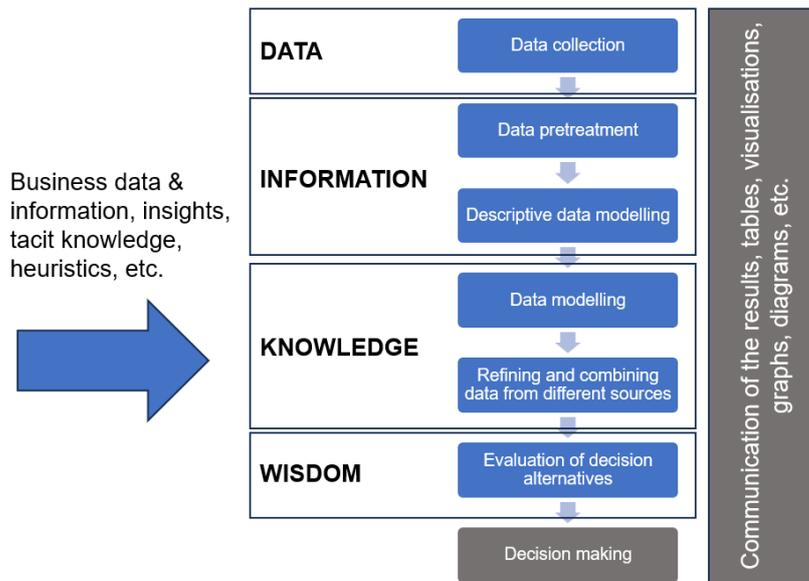 Business data &
information, insights,
tacit knowledge,
heuristics, etc.
DATA
Data collection
INFORMATION
Data pretreatment
Descriptive data modelling
KNOWLEDGE
Data modelling
Refining and combining
data from different sources
WISDOM
Evaluation of decision
alternatives
Decision making
Communication of the results, tables, visualisations,
graphs, diagrams, etc.